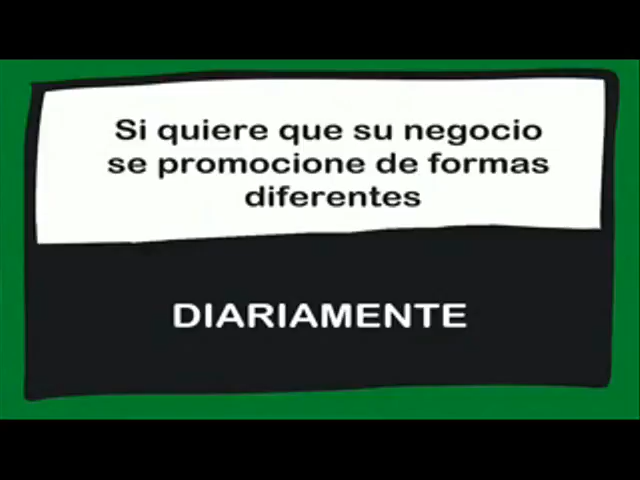 Si quiere que su negocio
se promocione de formas
diferentes
DIARIAMENTE